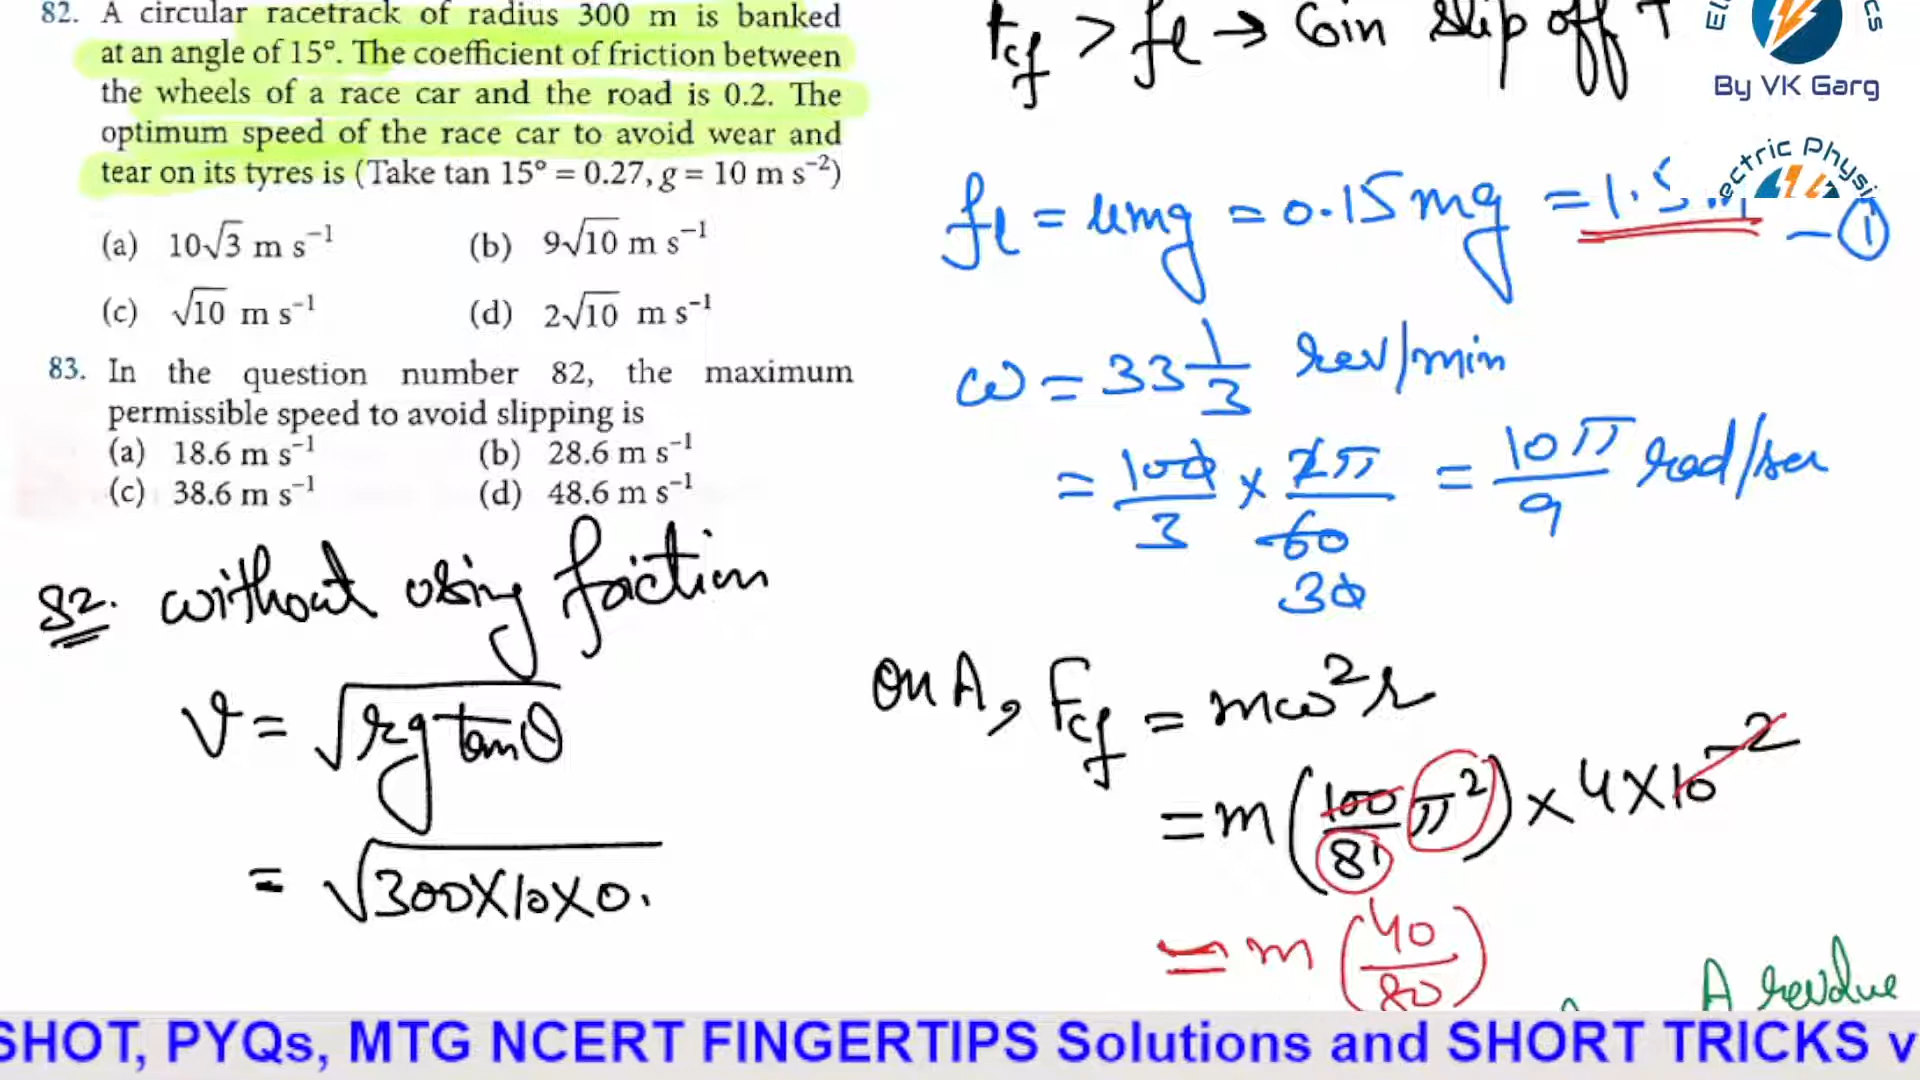 82. A circular racetrack of radius 300 m is banked
at an angle of 15°. The coefficient of friction between
the wheels of a race car and the road is 0.2. The
optimum speed of the race car to avoid wear and
tear on its tyres is (Take tan 15° = 0.27, g = 10 m s⁻²)
(a) 10√3 m s⁻¹ (b) 9√10 m s⁻¹
(c) √10 m s⁻¹ (d) 2√10 m s⁻¹
83. In the question number 82, the maximum
permissible speed to avoid slipping is
(a) 18.6 m s⁻¹ (b) 28.6 m s⁻¹
(c) 38.6 m s⁻¹ (d) 48.6 m s⁻¹
82. without using friction
v = √rg tanθ
= √300×10×0.
fcf > fl → Coin slip off
By VK Garg
ectric Physi
fl = μmg = 0.15mg = 1.5 — ①
ω = 33 1/3 rev/min
= 100/3 × 2π/60 = 10π/9 rad/sec
30
On A, Fcf = mω²r
= m(100/81 π²) × 4×10⁻²
= m(40/80)
A revolve
SHOT, PYQs, MTG NCERT FINGERTIPS Solutions and SHORT TRICKS v